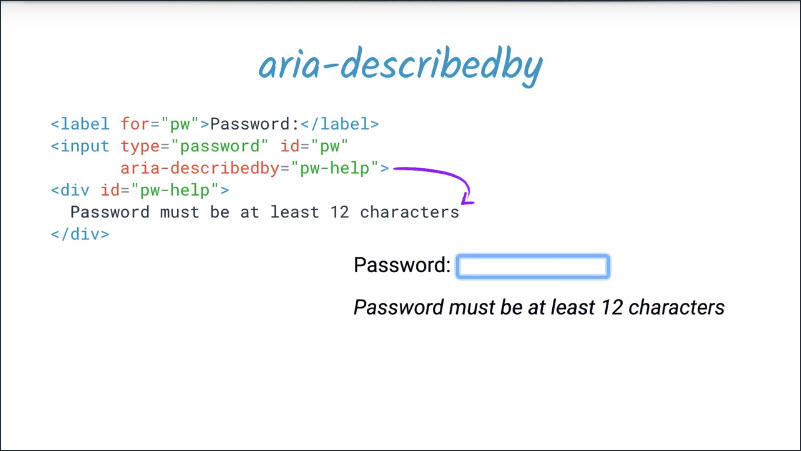 aria-describedby
<label for="pw">Password:</label>
<input type="password" id="pw"
aria-describedby="pw-help">
<div id="pw-help">
Password must be at least 12 characters
</div>
Password:
Password must be at least 12 characters